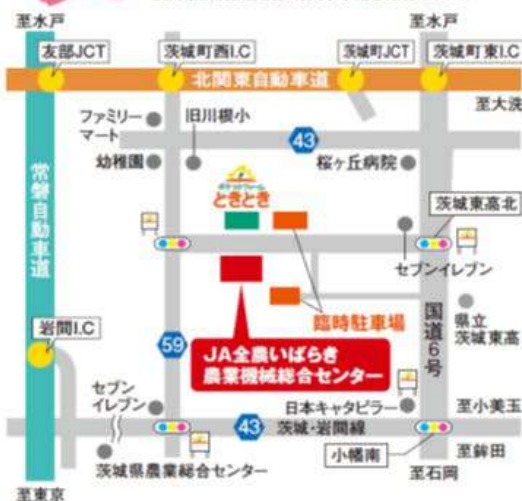 至水戸
至水戸
友部JCT
茨城町西I.C
茨城町JCT
茨城町東I.C
北関東自動車道
至大洗
ファミリー
マート
旧川根小
43
幼稚園
桜ヶ丘病院
常磐自動車道
ポケットファーム
ときとき
茨城東高北
セブンイレブン
臨時駐車場
国道6号
県立
茨城東高
岩間I.C
59
JA全農いばらき
農業機械総合センター
セブン
イレブン
日本キャタピラー
至小美玉
43
茨城・岩間線
小幡南
至鉾田
茨城県農業総合センター
至石岡
至東京